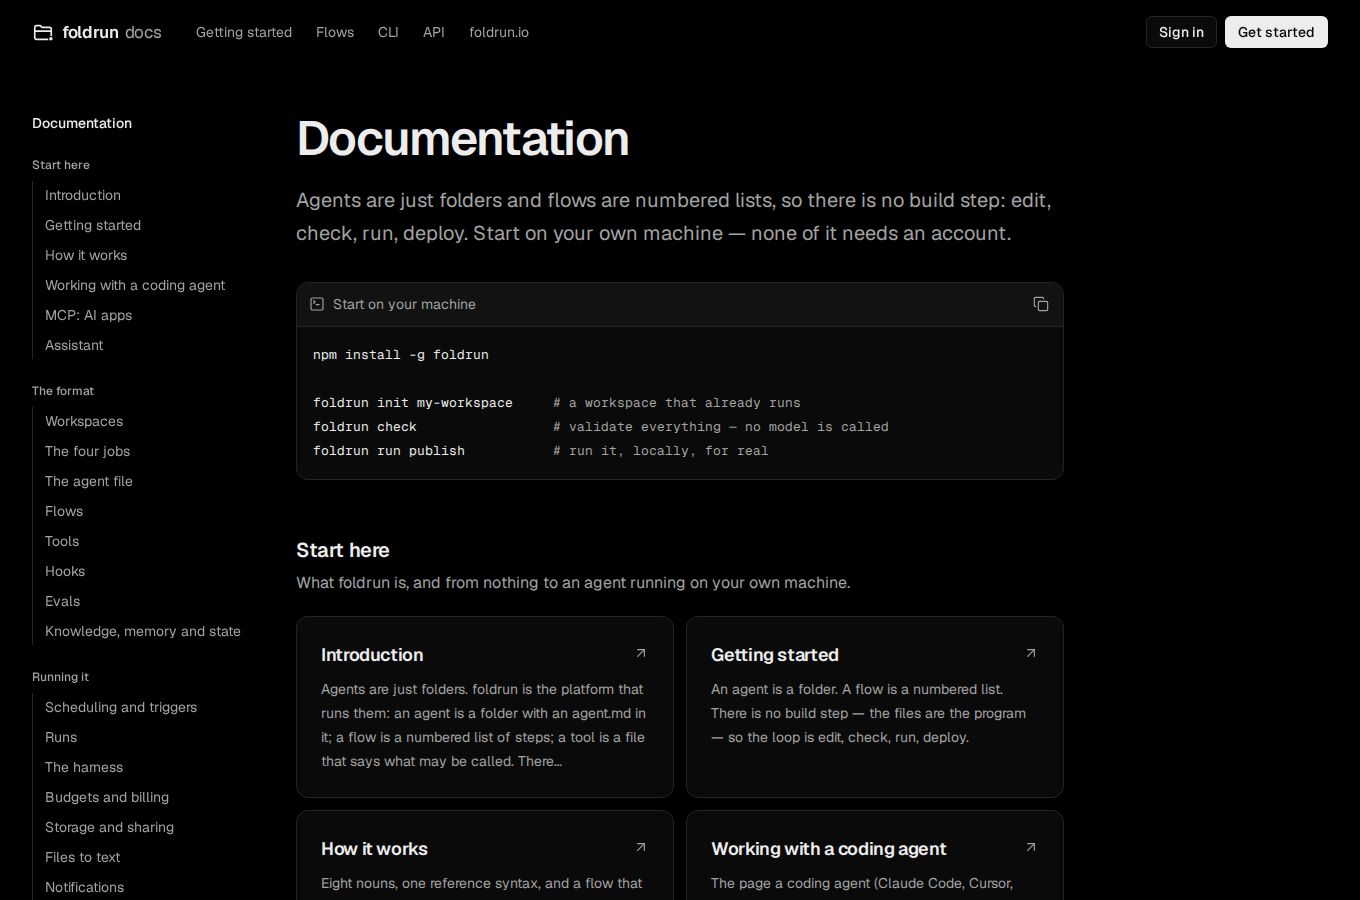 foldrun docs
Getting started
Flows
CLI
API
foldrun.io
Sign in
Get started
Documentation
Start here
Introduction
Getting started
How it works
Working with a coding agent
MCP: AI apps
Assistant
The format
Workspaces
The four jobs
The agent file
Flows
Tools
Hooks
Evals
Knowledge, memory and state
Running it
Scheduling and triggers
Runs
The harness
Budgets and billing
Storage and sharing
Files to text
Notifications
Documentation
Agents are just folders and flows are numbered lists, so there is no build step: edit,
check, run, deploy. Start on your own machine — none of it needs an account.
Start on your machine
npm install -g foldrun
foldrun init my-workspace # a workspace that already runs
foldrun check # validate everything — no model is called
foldrun run publish # run it, locally, for real
Start here
What foldrun is, and from nothing to an agent running on your own machine.
Introduction
Agents are just folders. foldrun is the platform that
runs them: an agent is a folder with an agent.md in
it; a flow is a numbered list of steps; a tool is a file
that says what may be called. There…
Getting started
An agent is a folder. A flow is a numbered list.
There is no build step — the files are the program
— so the loop is edit, check, run, deploy.
How it works
Eight nouns, one reference syntax, and a flow that
Working with a coding agent
The page a coding agent (Claude Code, Cursor,